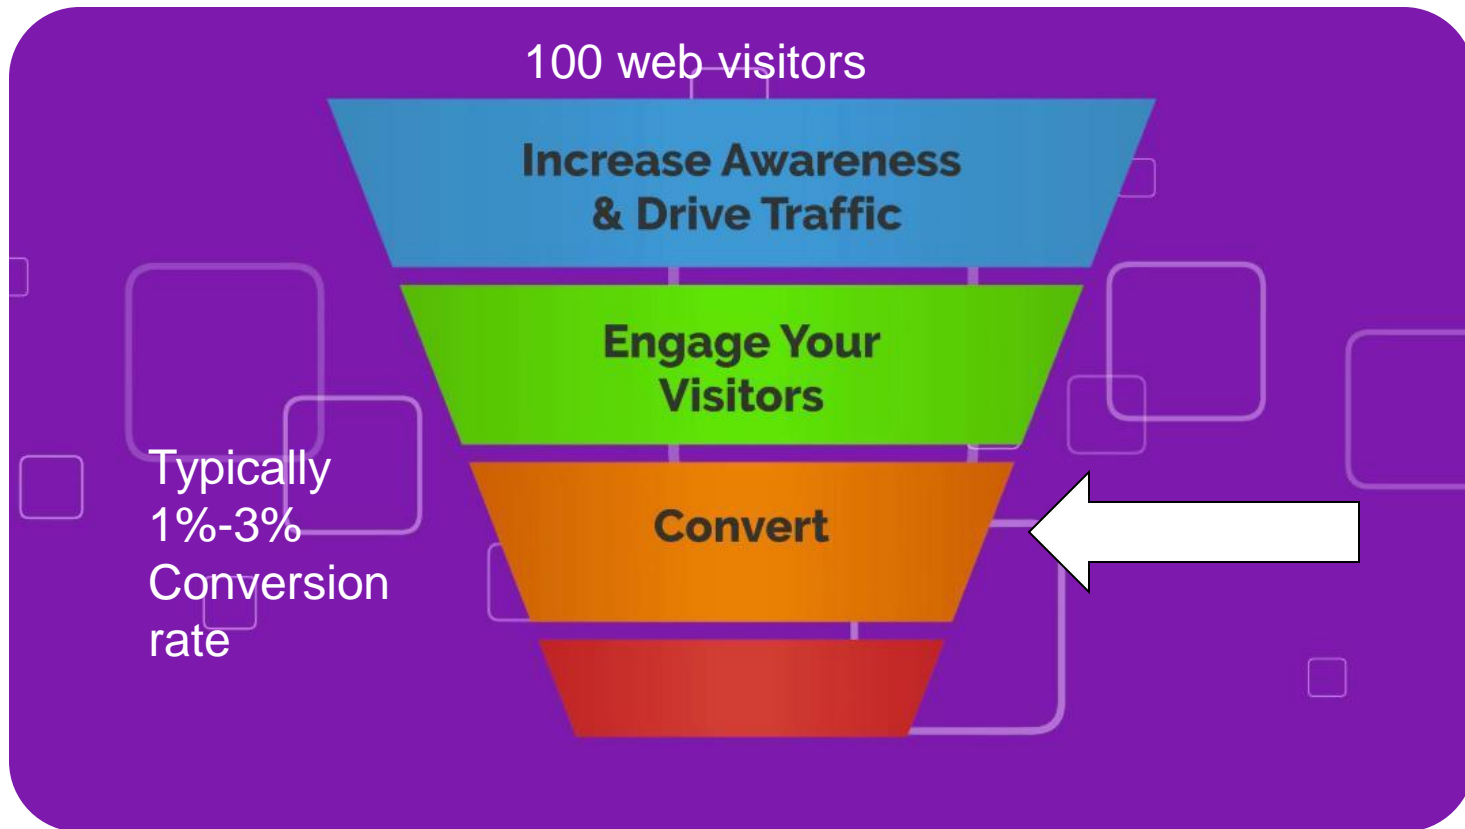 100 web visitors
Increase Awareness
& Drive Traffic
Engage Your
Visitors
Convert
Typically
1%-3%
Conversion
rate